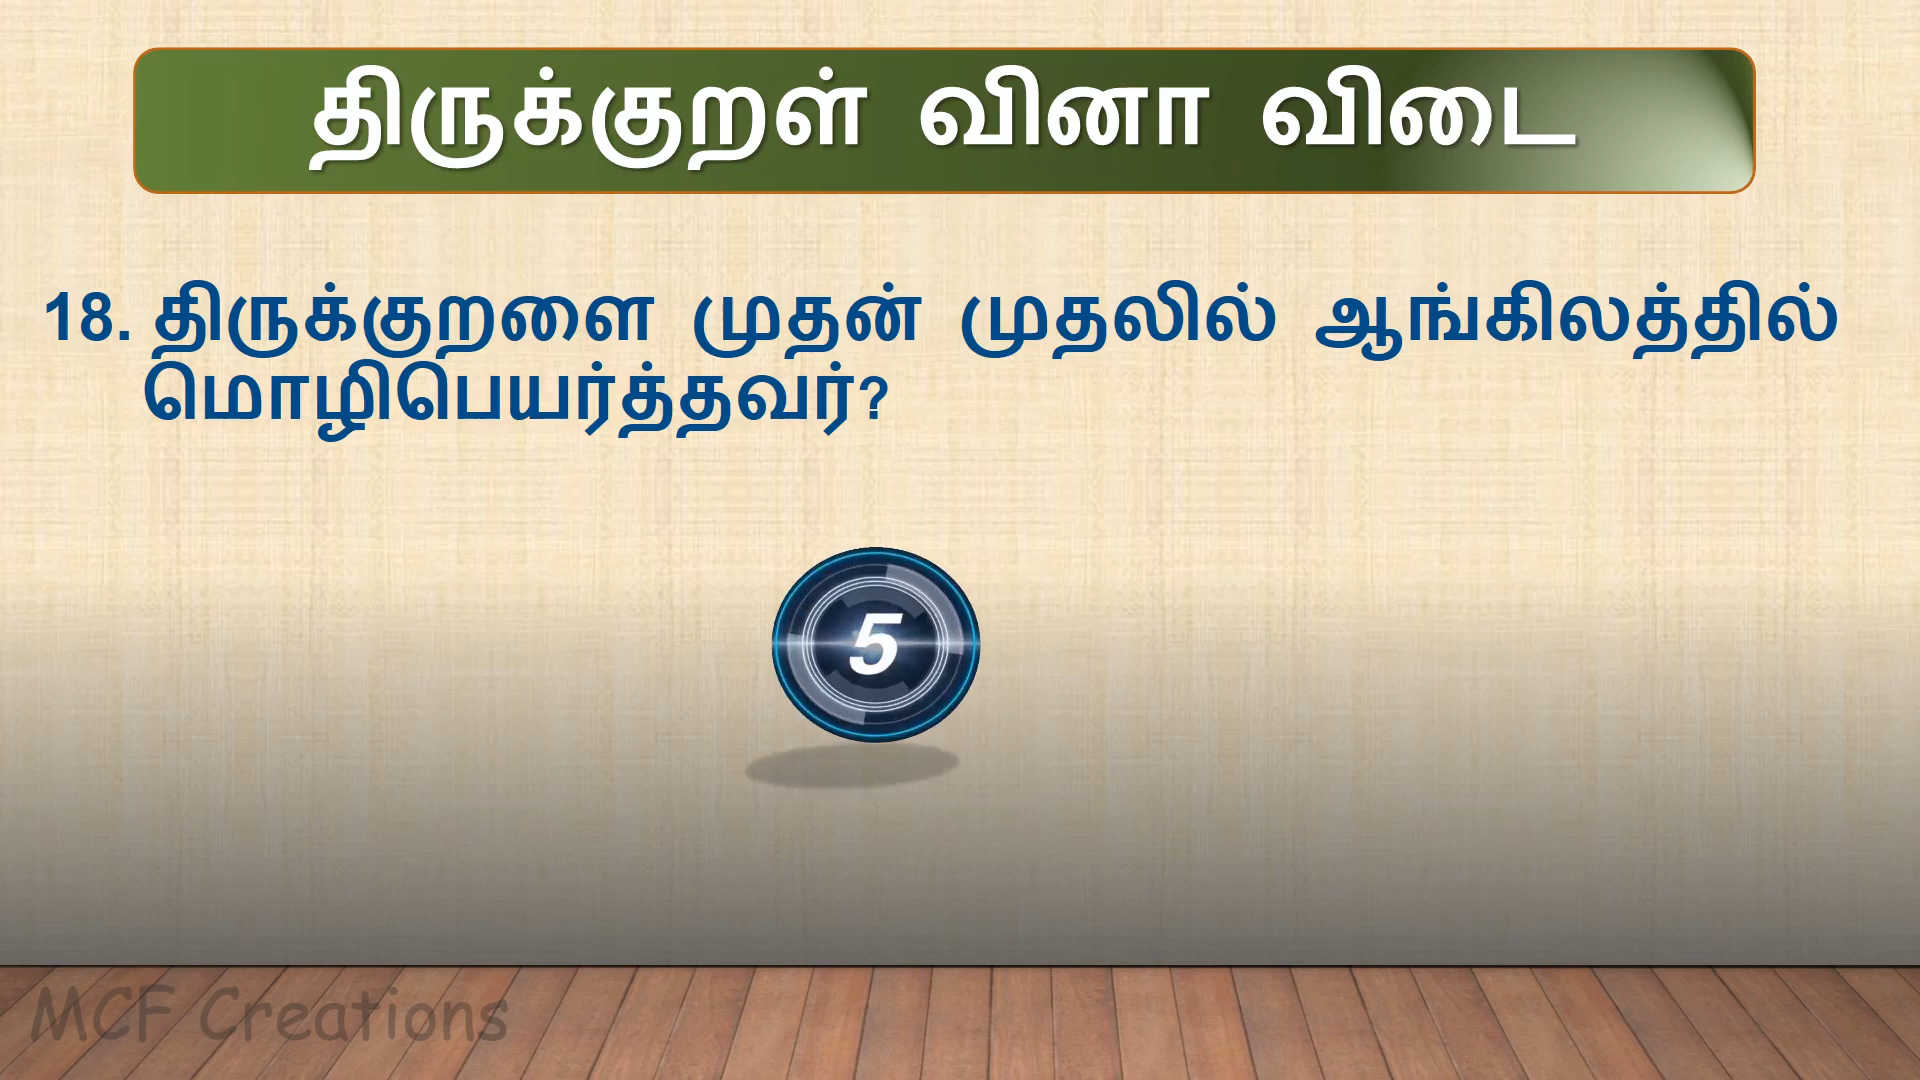 திருக்குறள் வினா விடை
18. திருக்குறளை முதன் முதலில் ஆங்கிலத்தில்
மொழிபெயர்த்தவர்?
5
MCF Creations